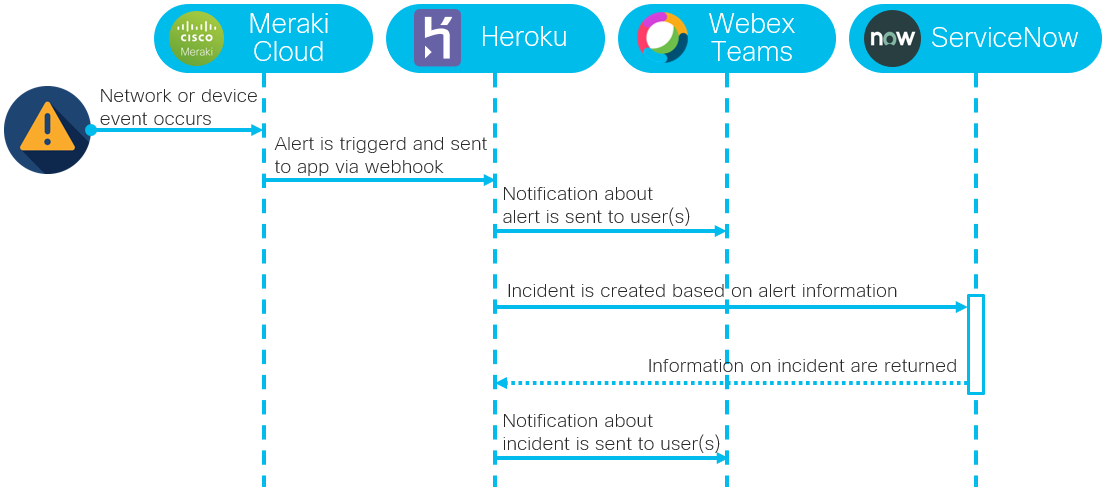 Meraki
Cloud
CISCO
Meraki
Heroku
Webex
Teams
now
ServiceNow
Network or device
event occurs
Alert is triggerd and sent
to app via webhook
Notification about
alert is sent to user(s)
Incident is created based on alert information
Information on incident are returned
Notification about
incident is sent to user(s)